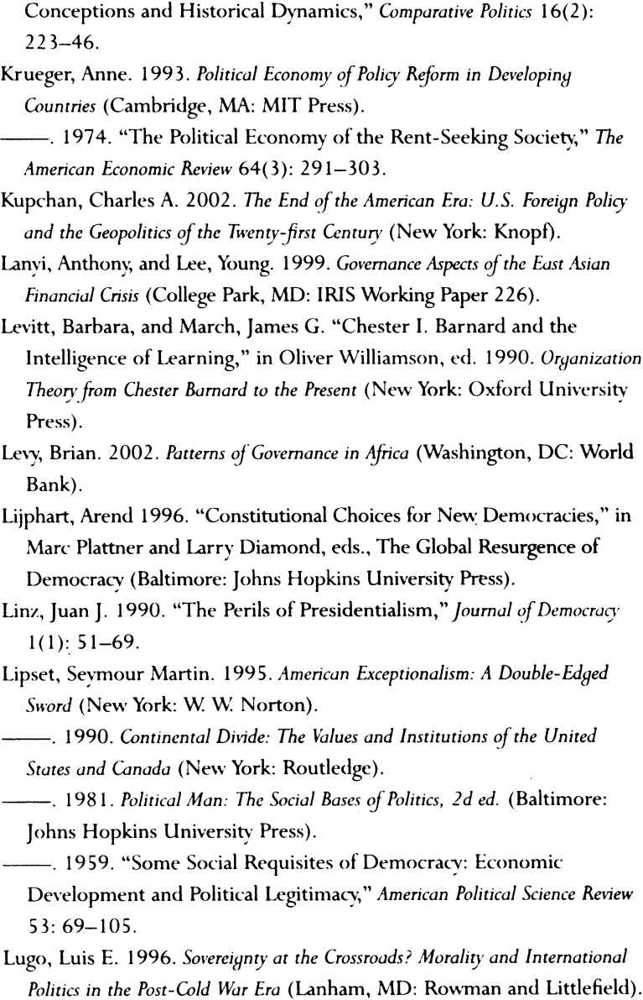 Conceptions and Historical Dynamics,” Comparative Politics 16(2):
223–46.
Krueger, Anne. 1993. Political Economy of Policy Reform in Developing
Countries (Cambridge, MA: MIT Press).
———. 1974. “The Political Economy of the Rent-Seeking Society,” The
American Economic Review 64(3): 291–303.
Kupchan, Charles A. 2002. The End of the American Era: U.S. Foreign Policy
and the Geopolitics of the Twenty-first Century (New York: Knopf).
Lanyi, Anthony, and Lee, Young. 1999. Governance Aspects of the East Asian
Financial Crisis (College Park, MD: IRIS Working Paper 226).
Levitt, Barbara, and March, James G. “Chester I. Barnard and the
Intelligence of Learning,” in Oliver Williamson, ed. 1990. Organization
Theory from Chester Barnard to the Present (New York: Oxford University
Press).
Levy, Brian. 2002. Patterns of Governance in Africa (Washington, DC: World
Bank).
Lijphart, Arend 1996. “Constitutional Choices for New Democracies,” in
Marc Plattner and Larry Diamond, eds., The Global Resurgence of
Democracy (Baltimore: Johns Hopkins University Press).
Linz, Juan J. 1990. “The Perils of Presidentialism,” Journal of Democracy
1(1): 51–69.
Lipset, Seymour Martin. 1995. American Exceptionalism: A Double-Edged
Sword (New York: W. W. Norton).
———. 1990. Continental Divide: The Values and Institutions of the United
States and Canada (New York: Routledge).
———. 1981. Political Man: The Social Bases of Politics, 2d ed. (Baltimore:
Johns Hopkins University Press).
———. 1959. “Some Social Requisites of Democracy: Economic
Development and Political Legitimacy,” American Political Science Review
53: 69–105.
Lugo, Luis E. 1996. Sovereignty at the Crossroads? Morality and International
Politics in the Post-Cold War Era (Lanham, MD: Rowman and Littlefield).